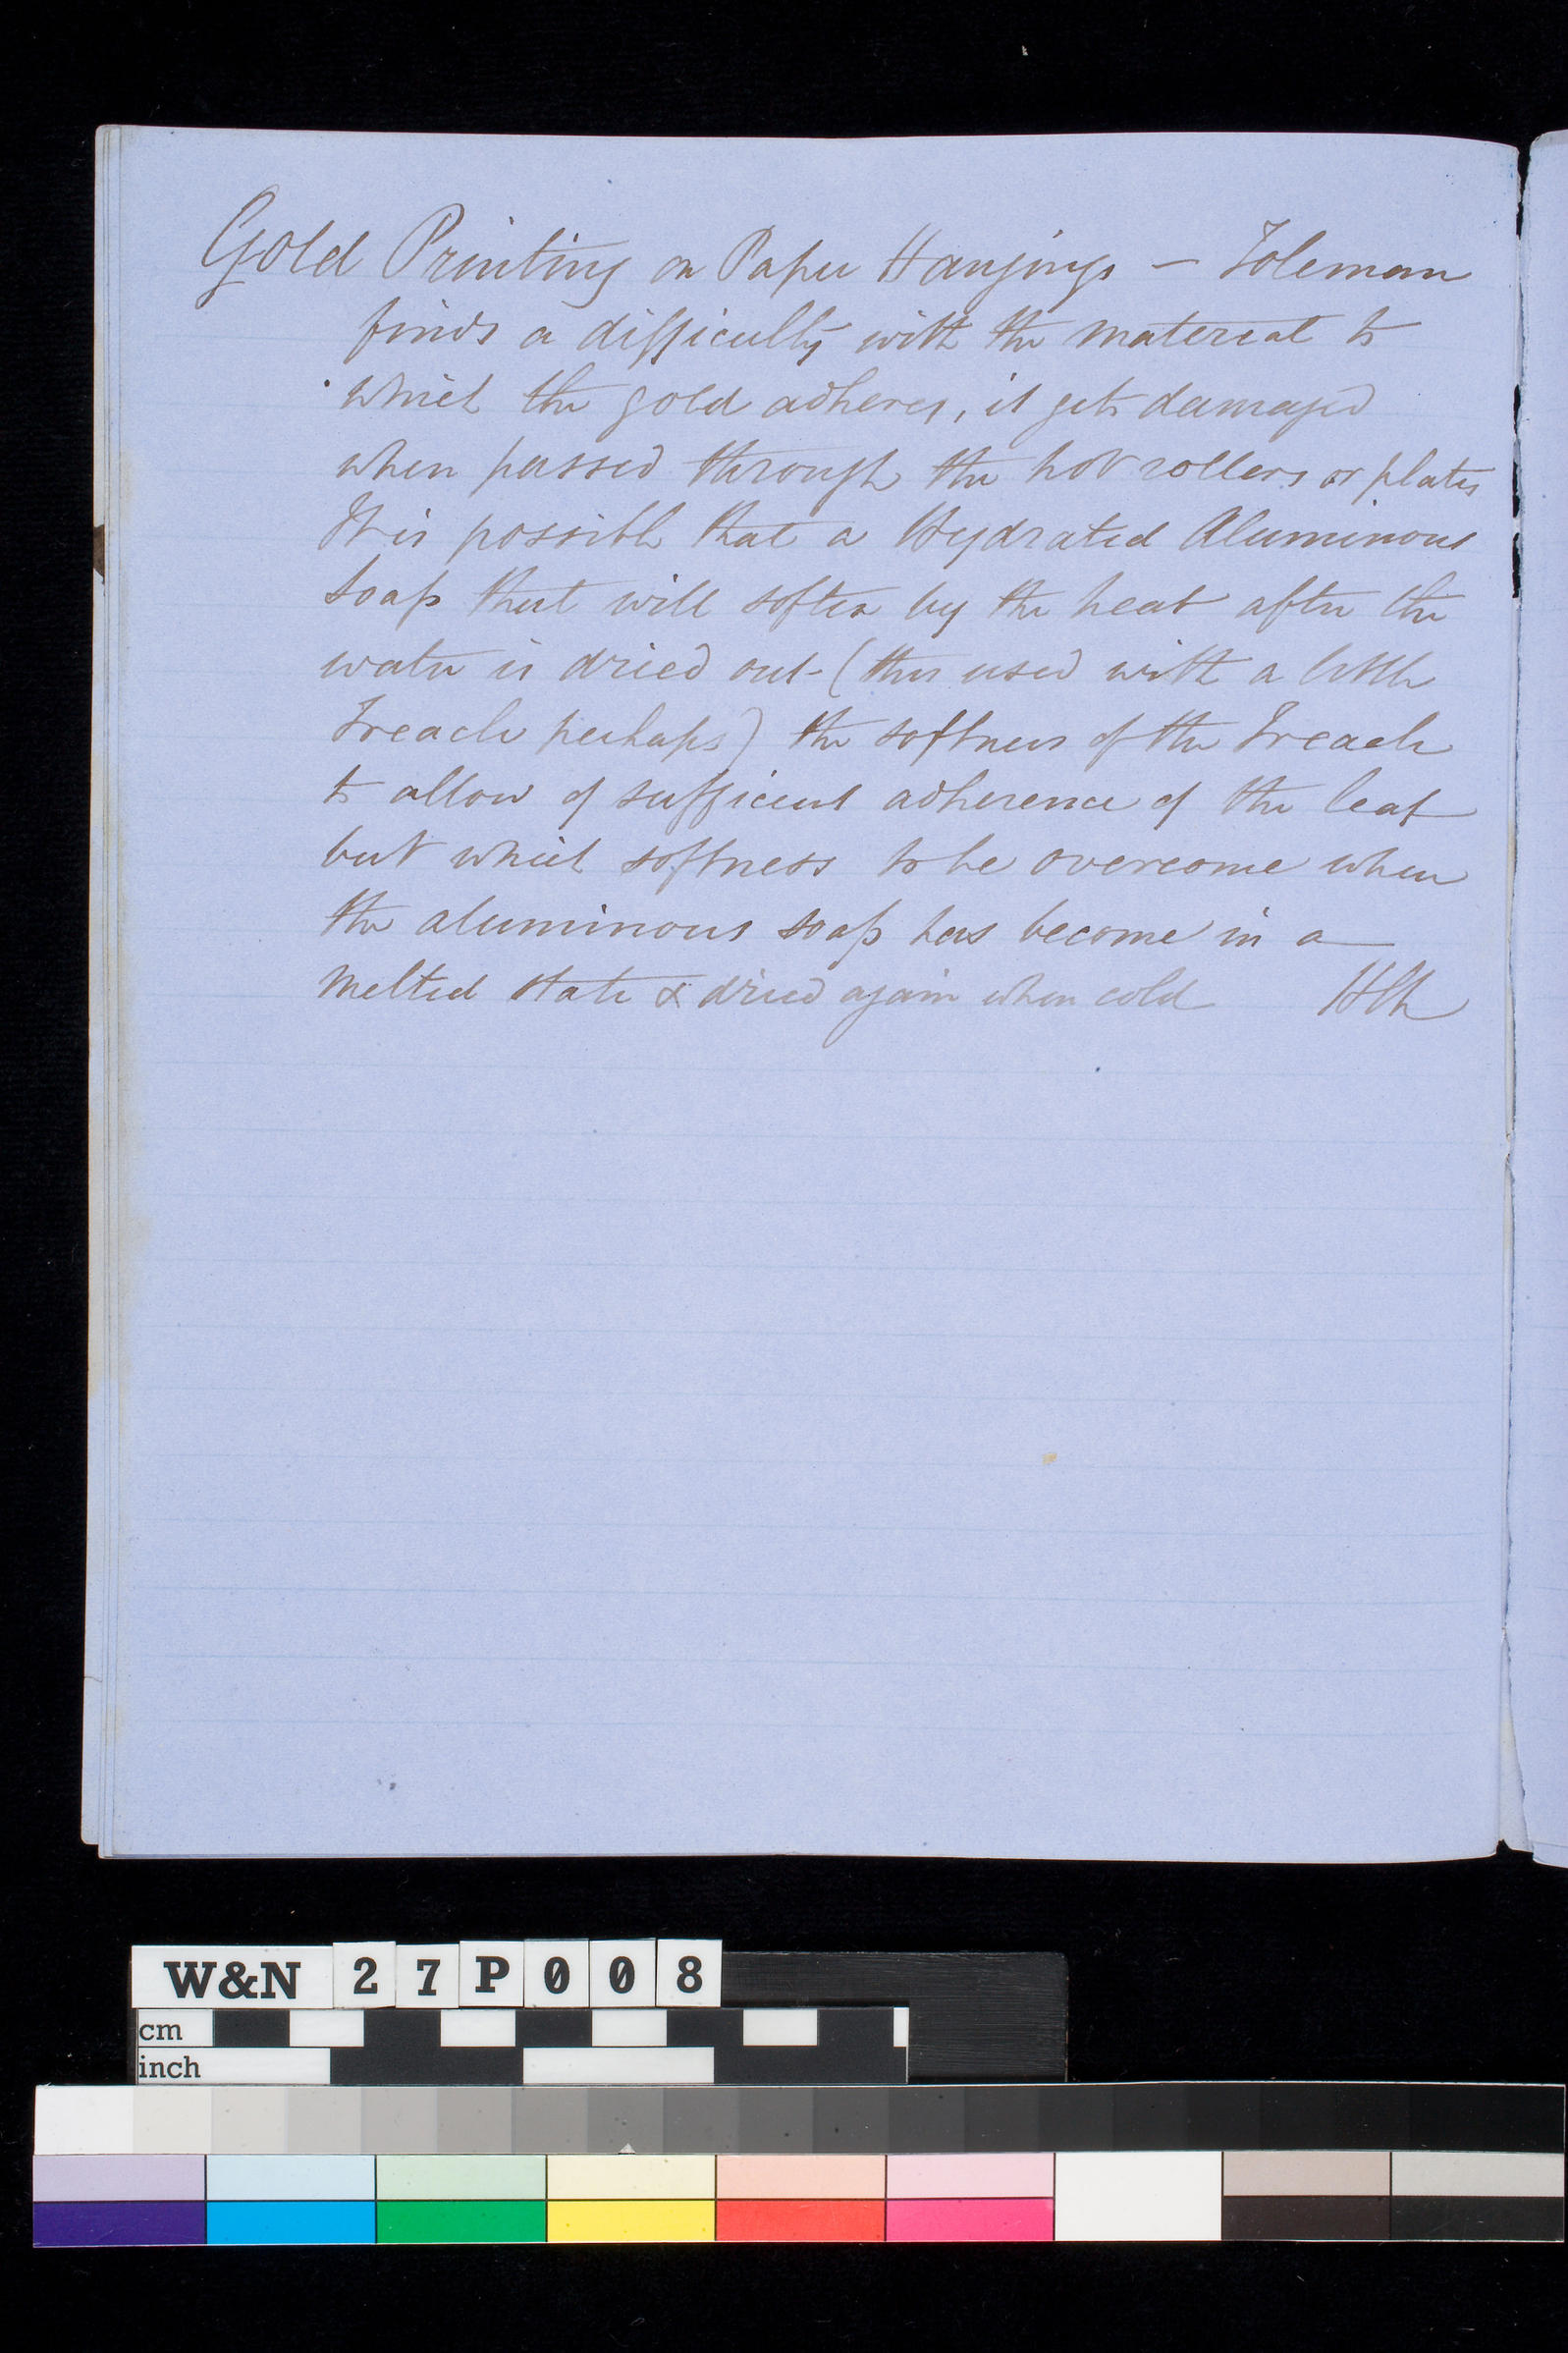 Gold Printing on Paper Hangings — Toleman
finds a difficulty with the matereal to
which the gold adheres, it gets damaged
when passed through the hot rollers or plates
It is possible that a Hydrated Aluminous
soap that will soften by the heat after the
water is dried out (this used with a little
Treacle perhaps) the softness of the Treacle
to allow of sufficient adherence of the leaf
but which softness to be overcome when
the aluminous soap has become in a
melted state & dried again when cold
W&N 27P008
cm
inch